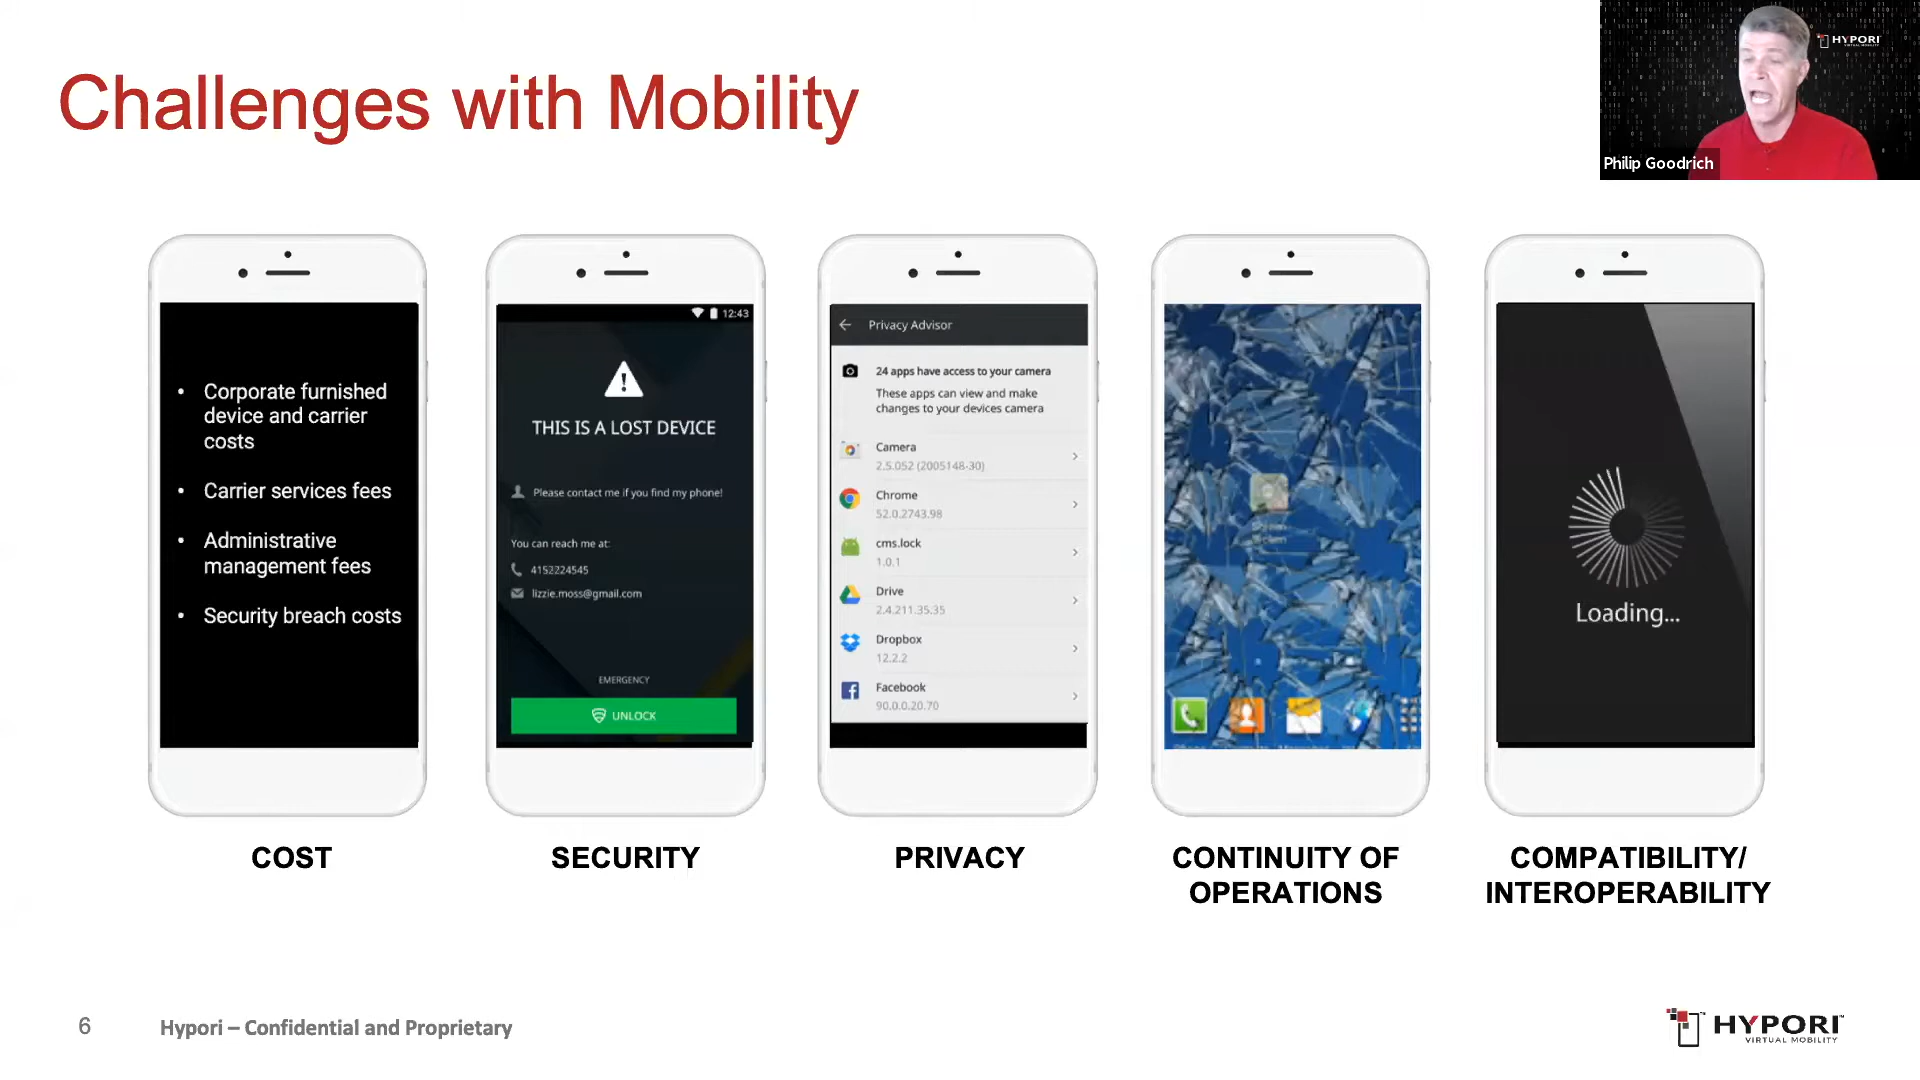 Challenges with Mobility
HYPORI
Philip Goodrich
• Corporate furnished
device and carrier
costs
• Carrier services fees
• Administrative
management fees
• Security breach costs
COST
12:43
THIS IS A LOST DEVICE
Please contact me if you find my phone!
You can reach me at:
4152224545
lizzie.moss@gmail.com
EMERGENCY
UNLOCK
SECURITY
Privacy Advisor
24 apps have access to your camera
These apps can view and make
changes to your devices camera
Camera
2.5.052 (2005148-30)
Chrome
52.0.2743.98
cms.lock
1.0.1
Drive
2.4.211.35.35
Dropbox
12.2.2
Facebook
90.0.0.20.70
PRIVACY
CONTINUITY OF
OPERATIONS
Loading...
COMPATIBILITY/
INTEROPERABILITY
6
Hypori – Confidential and Proprietary
HYPORI™
VIRTUAL MOBILITY